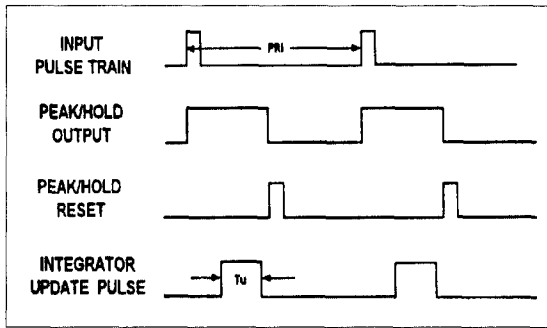 INPUT
PULSE TRAIN
PRI
PEAK/HOLD
OUTPUT
PEAK/HOLD
RESET
INTEGRATOR
UPDATE PULSE
Tu